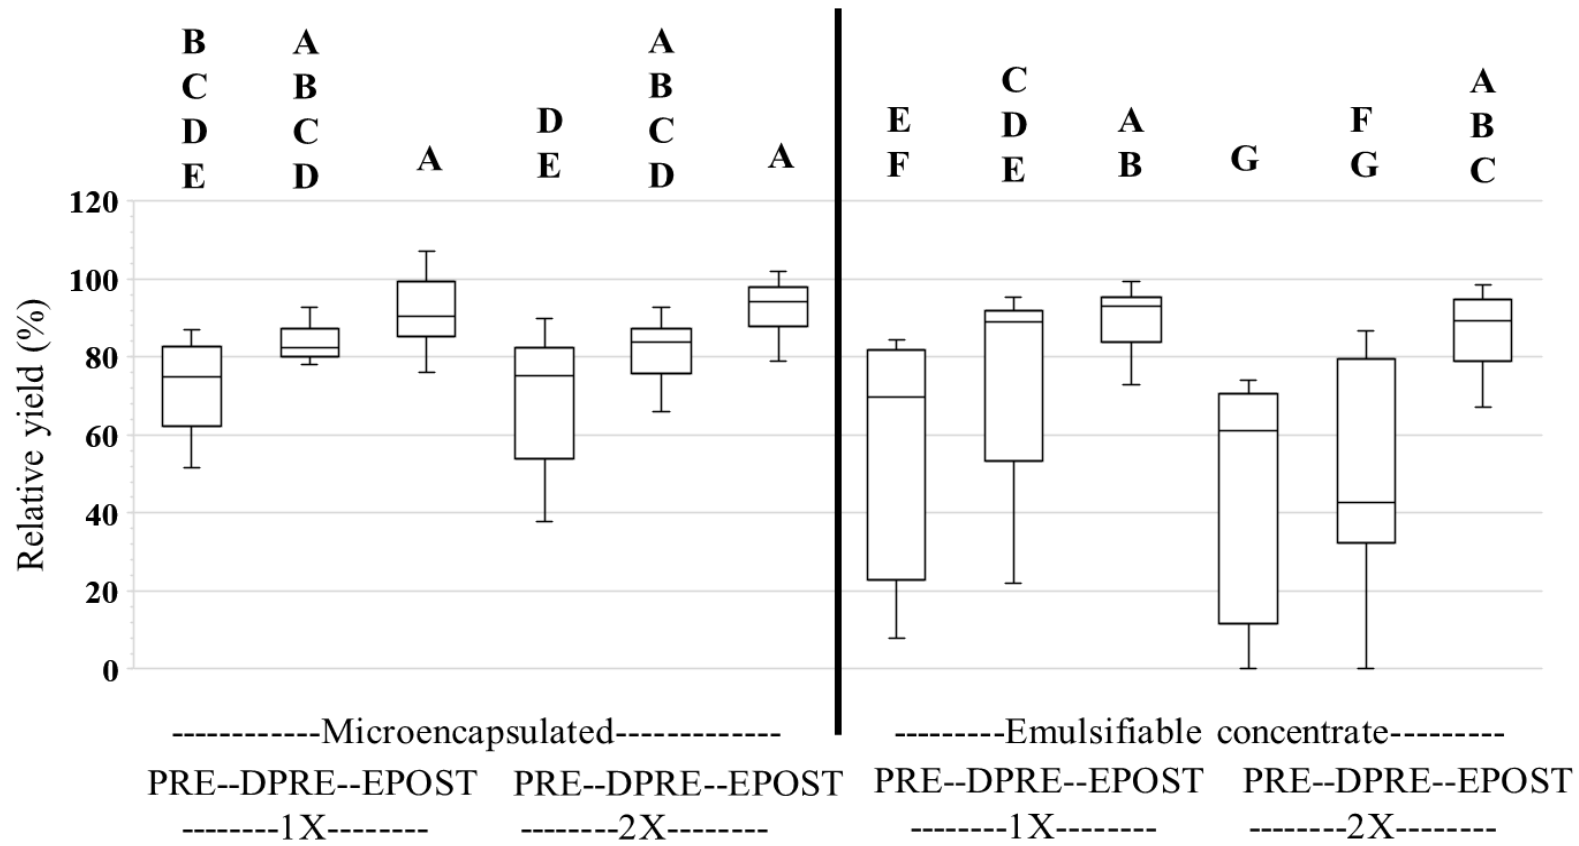 B A A A
C B B C B
D C D C D A B
E D A E D A E F E B G F G C
120
100
80
60
40
20
0
Relative yield (%)
------------Microencapsulated------------- ---------Emulsifiable concentrate---------
PRE--DPRE--EPOST PRE--DPRE--EPOST PRE--DPRE--EPOST PRE--DPRE--EPOST
--------1X-------- --------2X-------- --------1X-------- --------2X--------